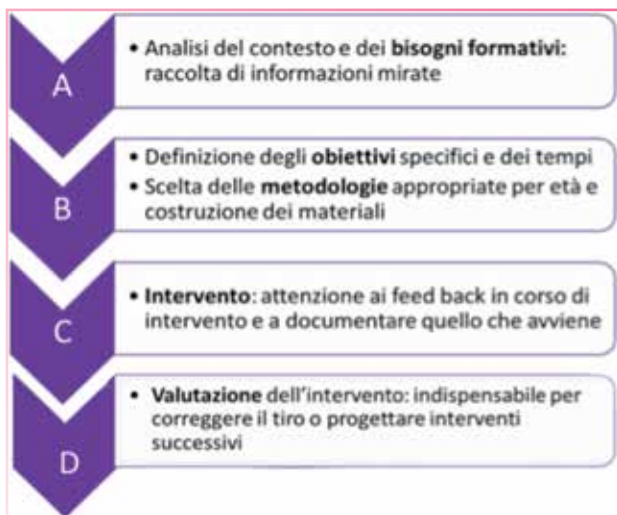 A
• Analisi del contesto e dei bisogni formativi:
raccolta di informazioni mirate
B
• Definizione degli obiettivi specifici e dei tempi
• Scelta delle metodologie appropriate per età e
costruzione dei materiali
C
• Intervento: attenzione ai feed back in corso di
intervento e a documentare quello che avviene
D
• Valutazione dell'intervento: indispensabile per
correggere il tiro o progettare interventi
successivi